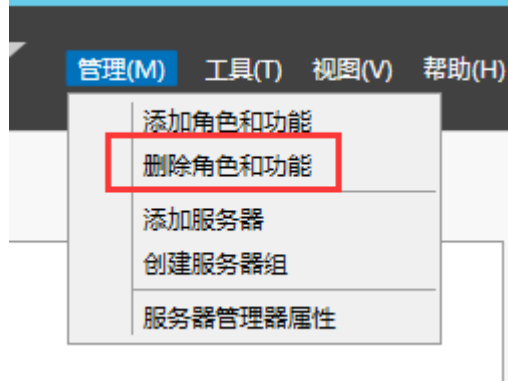 管理(M) 工具(T) 视图(V) 帮助(H)
添加角色和功能
删除角色和功能
添加服务器
创建服务器组
服务器管理器属性